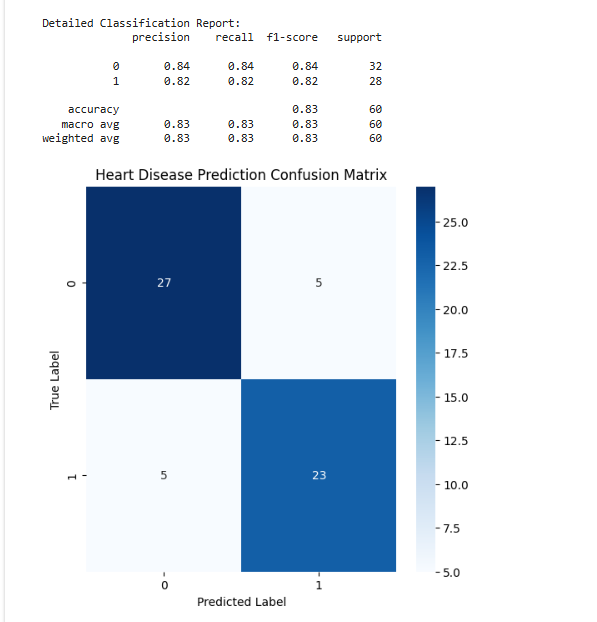 Detailed Classification Report:
precision recall f1-score support
0 0.84 0.84 0.84 32
1 0.82 0.82 0.82 28
accuracy 0.83 60
macro avg 0.83 0.83 0.83 60
weighted avg 0.83 0.83 0.83 60
Heart Disease Prediction Confusion Matrix
27 5
5 23
0
1
True Label
0 1
Predicted Label
25.0
22.5
20.0
17.5
15.0
12.5
10.0
7.5
5.0